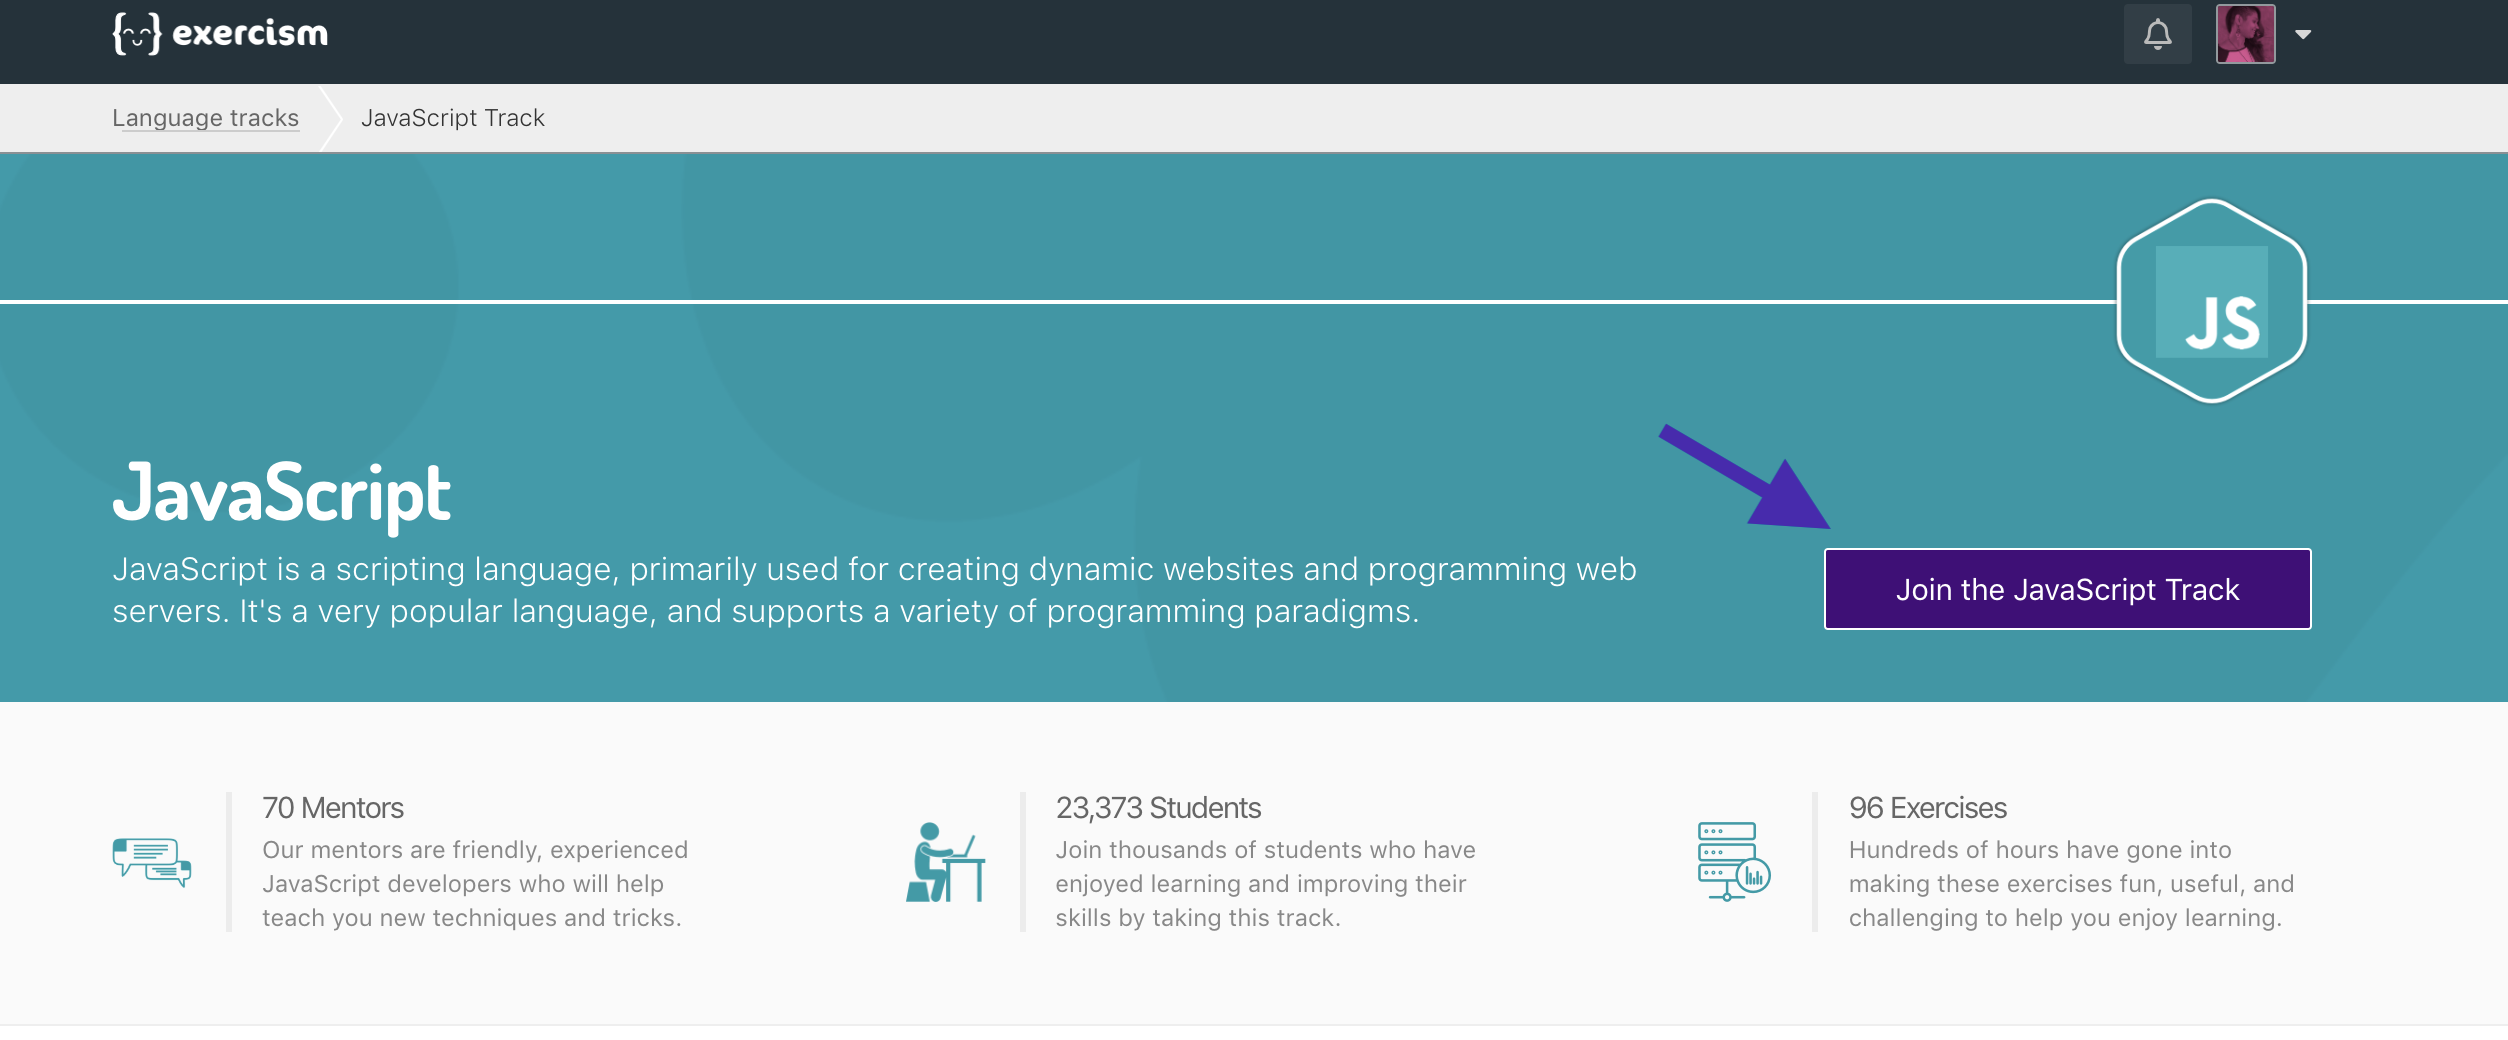 exercism
Language tracks
JavaScript Track
JS
JavaScript
JavaScript is a scripting language, primarily used for creating dynamic websites and programming web
servers. It's a very popular language, and supports a variety of programming paradigms.
Join the JavaScript Track
70 Mentors
Our mentors are friendly, experienced
JavaScript developers who will help
teach you new techniques and tricks.
23,373 Students
Join thousands of students who have
enjoyed learning and improving their
skills by taking this track.
96 Exercises
Hundreds of hours have gone into
making these exercises fun, useful, and
challenging to help you enjoy learning.